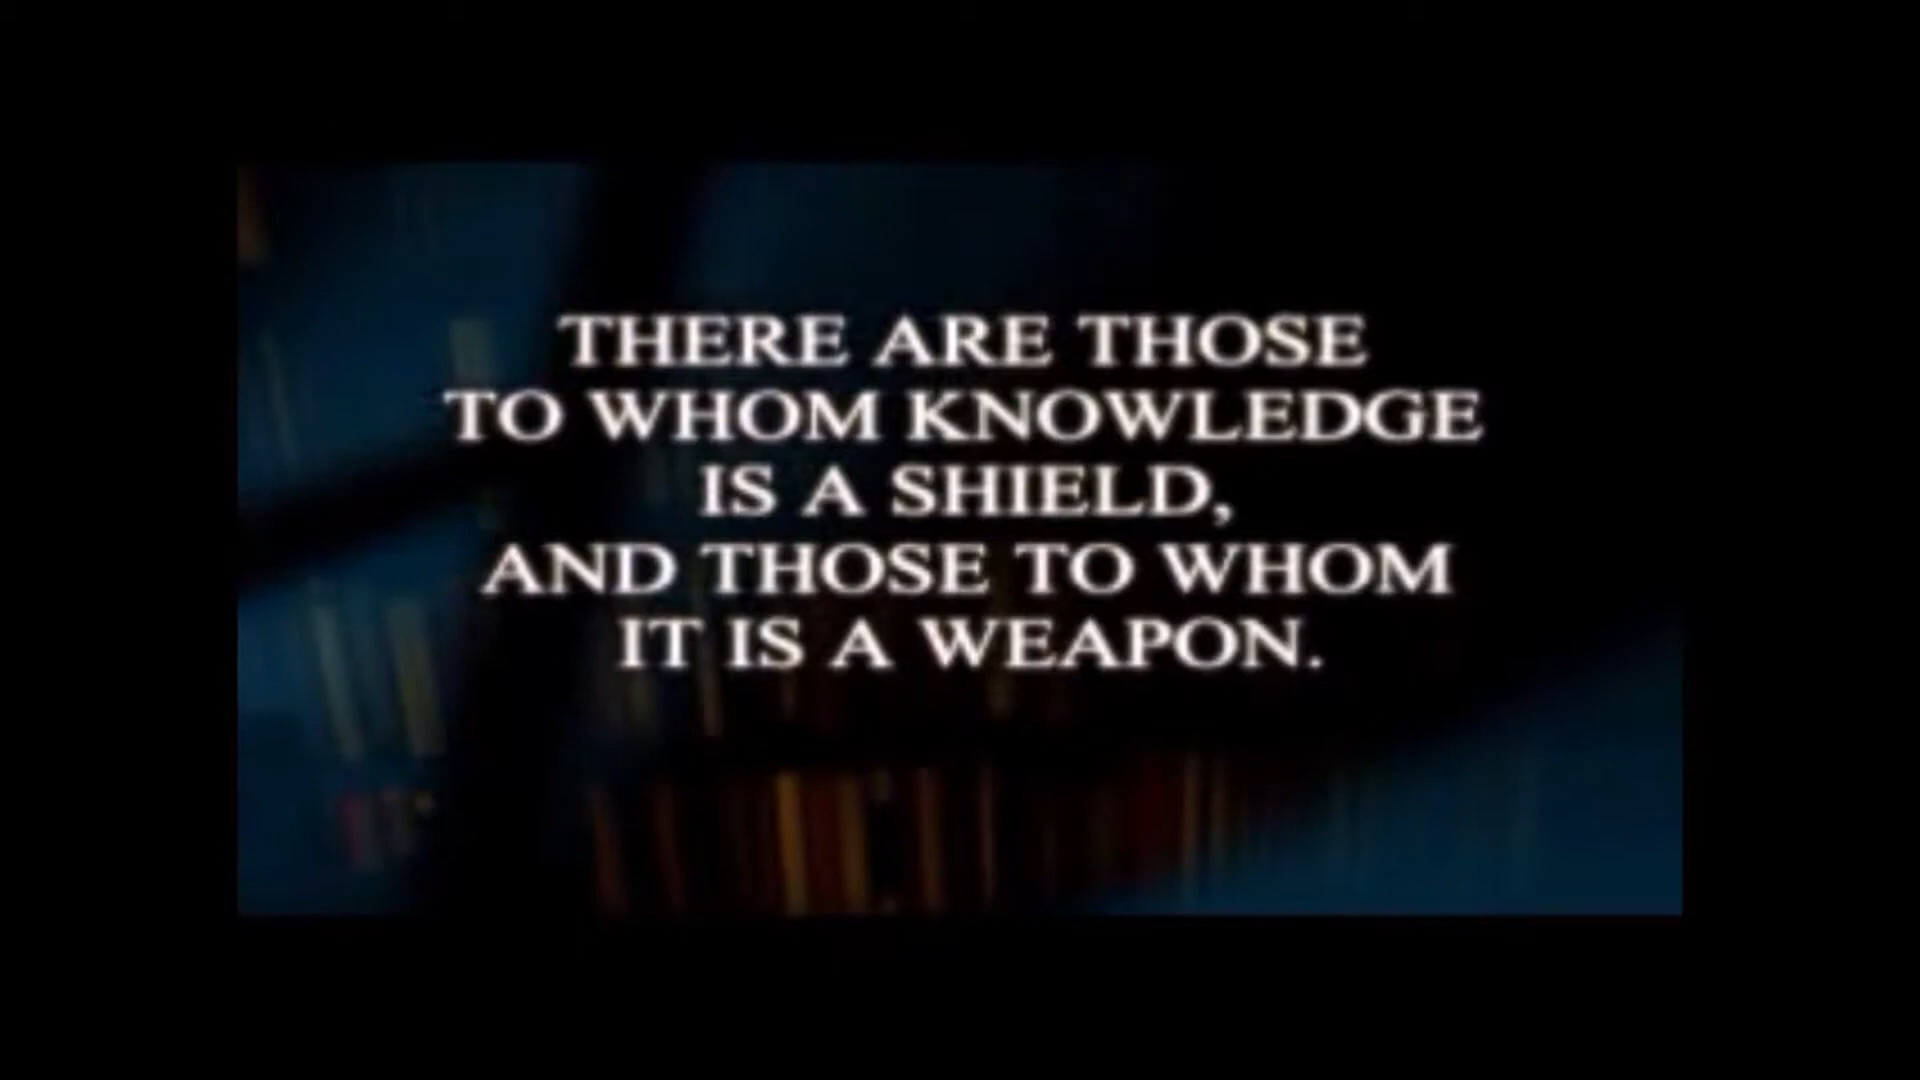 THERE ARE THOSE
TO WHOM KNOWLEDGE
IS A SHIELD,
AND THOSE TO WHOM
IT IS A WEAPON.